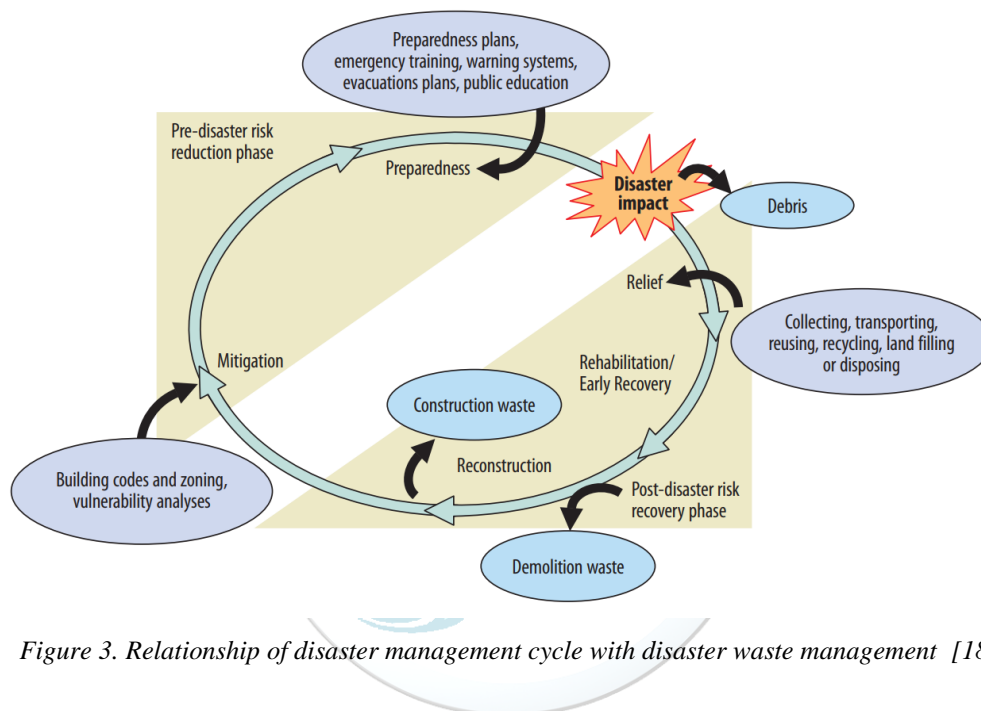 Preparedness plans,
emergency training, warning systems,
evacuations plans, public education
Pre-disaster risk
reduction phase
Preparedness
Disaster
impact
Debris
Relief
Collecting, transporting,
reusing, recycling, land filling
or disposing
Rehabilitation/
Early Recovery
Mitigation
Construction waste
Reconstruction
Building codes and zoning,
vulnerability analyses
Post-disaster risk
recovery phase
Demolition waste
Figure 3. Relationship of disaster management cycle with disaster waste management [18